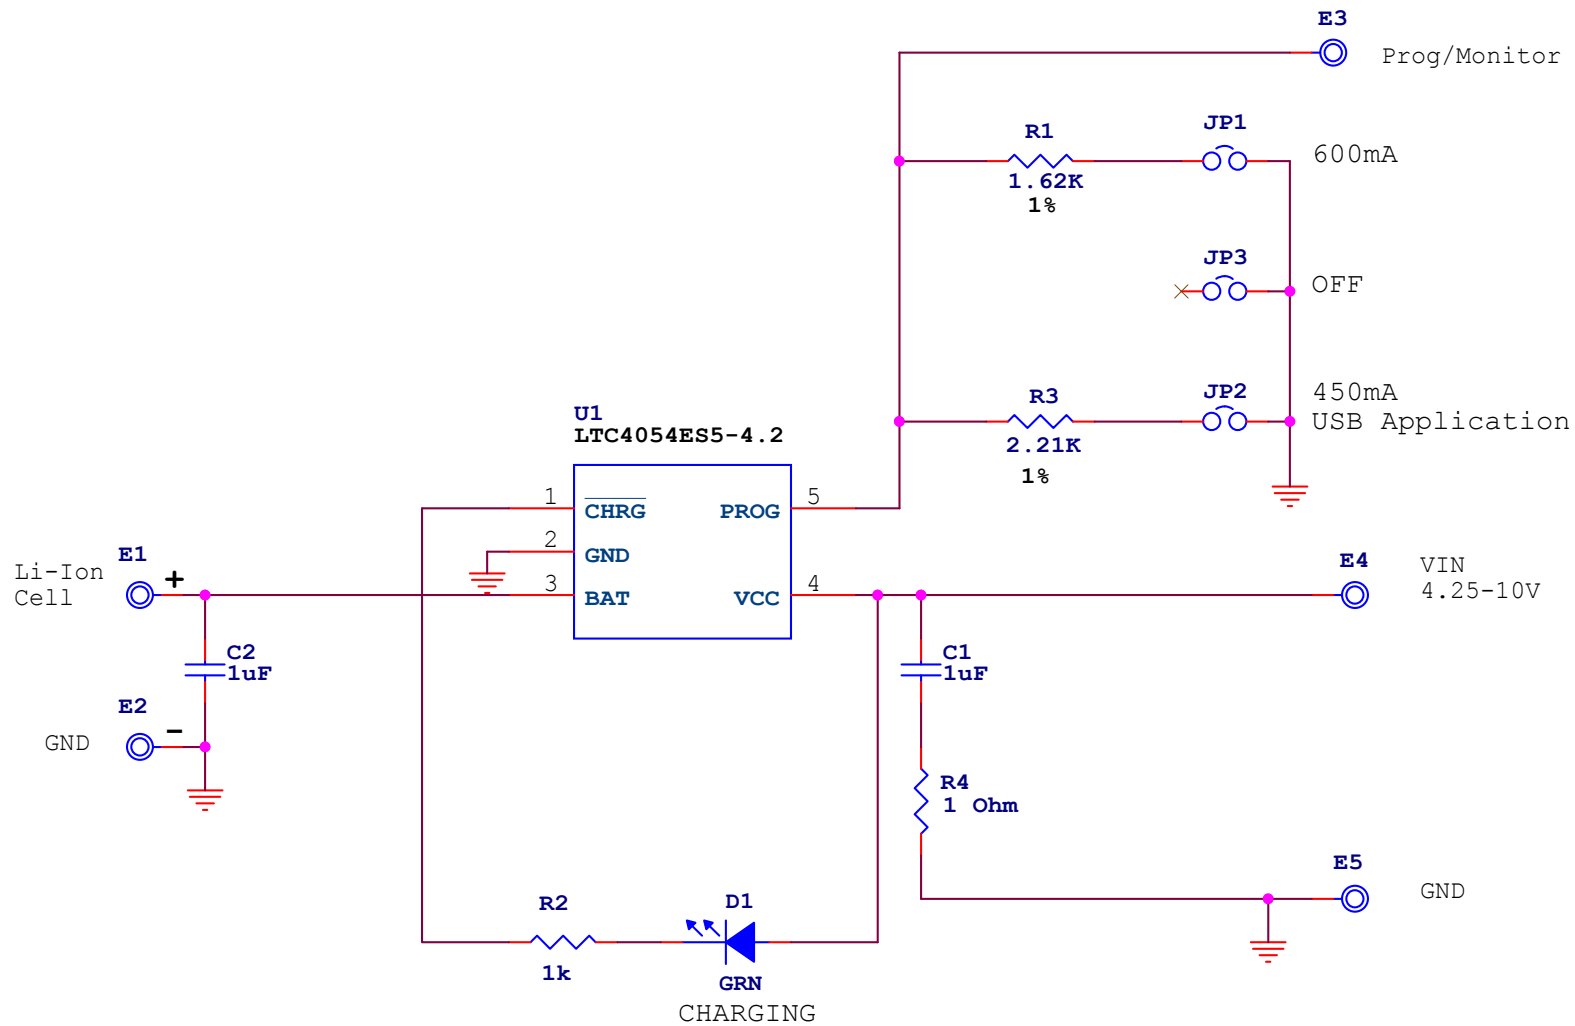 E3
Prog/Monitor
R1
1.62K
1%
JP1
600mA
JP3
OFF
R3
2.21K
1%
JP2
450mA
USB Application
U1
LTC4054ES5-4.2
1
CHRG
2
GND
3
BAT
PROG
5
VCC
4
E1
+
Li-Ion
Cell
C2
1uF
E2
−
GND
E4
VIN
4.25-10V
C1
1uF
R4
1 Ohm
E5
GND
R2
1k
D1
GRN
CHARGING